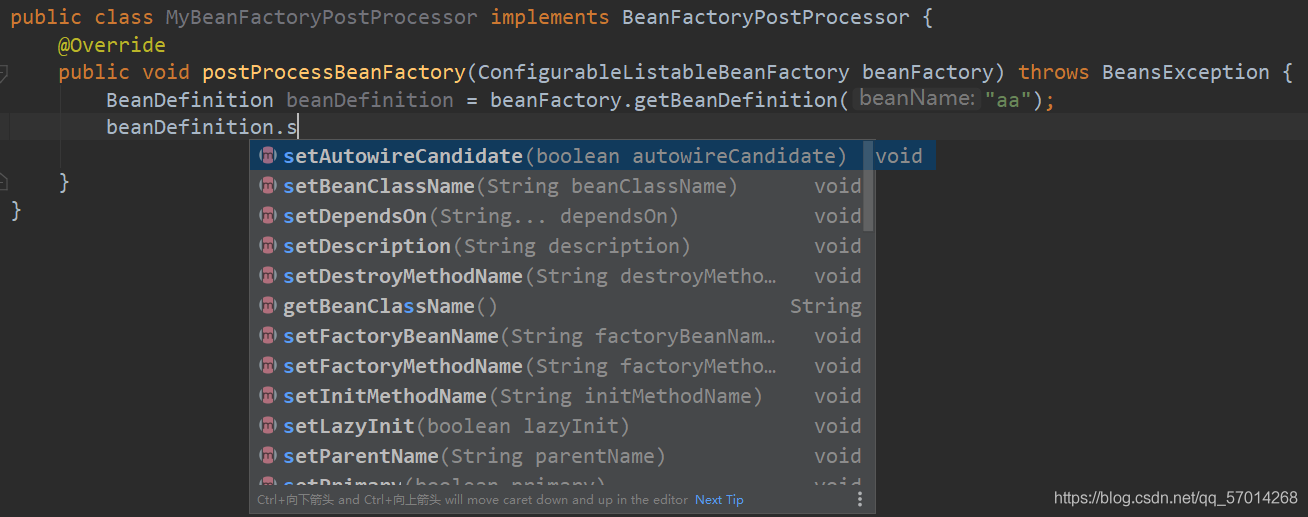 public class MyBeanFactoryPostProcessor implements BeanFactoryPostProcessor {
@Override
public void postProcessBeanFactory(ConfigurableListableBeanFactory beanFactory) throws BeansException {
BeanDefinition beanDefinition = beanFactory.getBeanDefinition( beanName: "aa");
beanDefinition.s
setAutowireCandidate(boolean autowireCandidate) void
setBeanClassName(String beanClassName) void
setDependsOn(String... dependsOn) void
}
setDescription(String description) void
}
setDestroyMethodName(String destroyMetho… void
getBeanClassName() String
setFactoryBeanName(String factoryBeanNam… void
setFactoryMethodName(String factoryMetho… void
setInitMethodName(String initMethodName) void
setLazyInit(boolean lazyInit) void
setParentName(String parentName) void
setPrimary(boolean primary) void
Ctrl+向下箭头 and Ctrl+向上箭头 will move caret down and up in the editor Next Tip
https://blog.csdn.net/qq_57014268